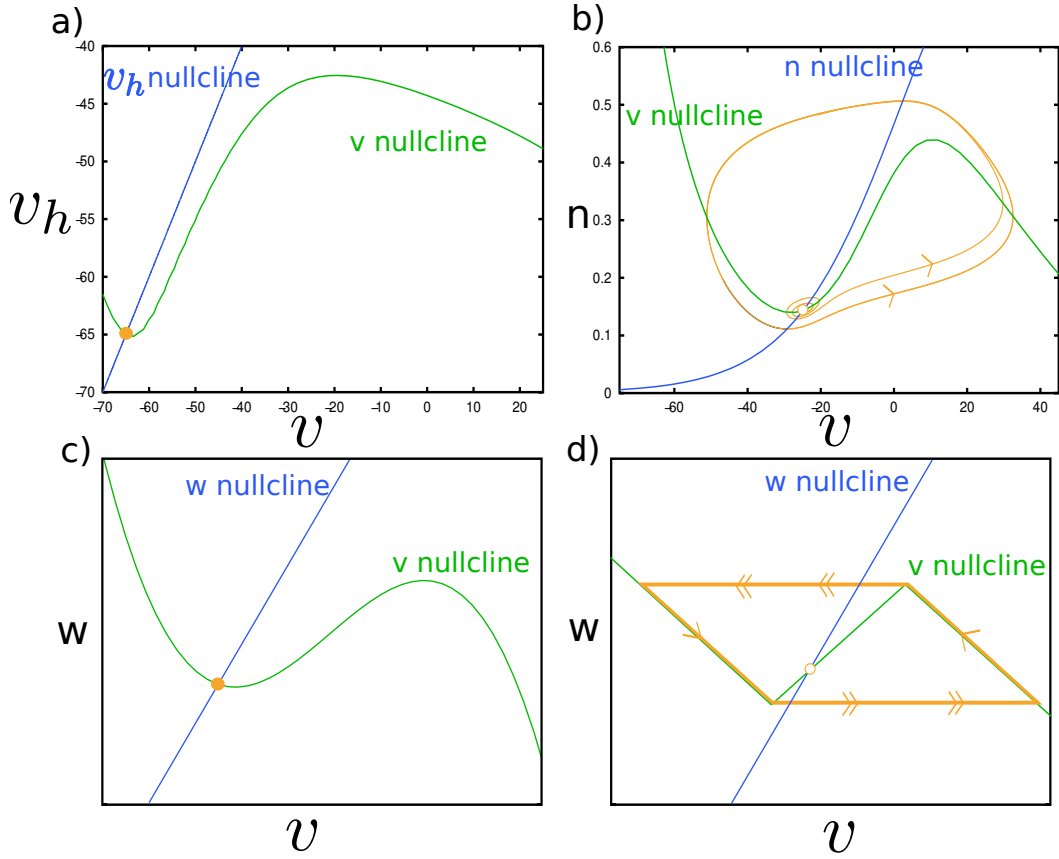 a)
b)
-40
-45
-50
-55
-60
-65
-70
v_h nullcline
v nullcline
v_h
-70 -60 -50 -40 -30 -20 -10 0 10 20
v
0.6
0.5
0.4
0.3
0.2
0.1
0
n nullcline
v nullcline
n
-60 -40 -20 0 20 40
v
c)
d)
w nullcline
v nullcline
w
v
w nullcline
v nullcline
w
v